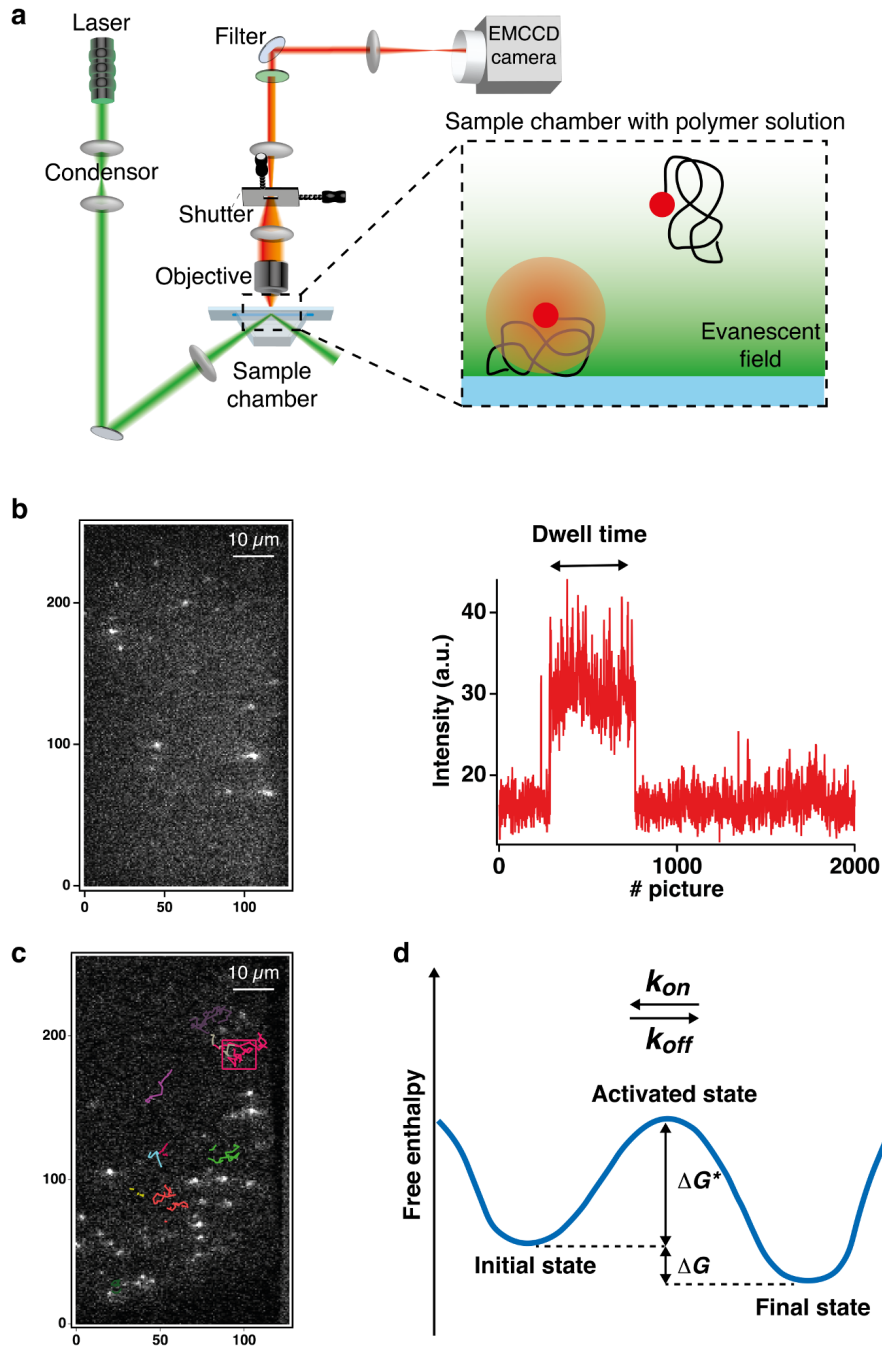 a
Laser
Filter
EMCCD
camera
Condensor
Shutter
Objective
Sample
chamber
Sample chamber with polymer solution
Evanescent
field
b
10 µm
200
100
0
0
50
100
Dwell time
Intensity (a.u.)
40
30
20
0
1000
2000
# picture
c
10 µm
200
100
0
0
50
100
d
kon
koff
Free enthalpy
Activated state
ΔG*
Initial state
ΔG
Final state